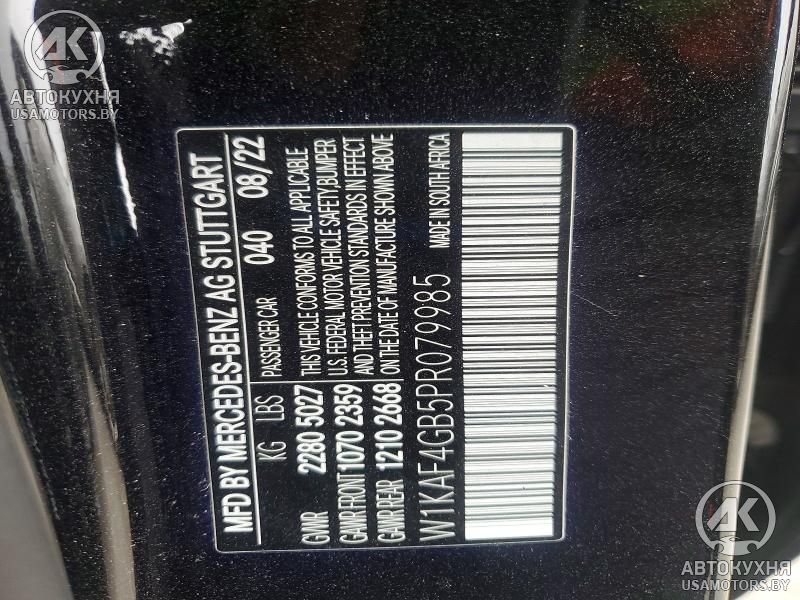 AK
АВТОКУХНЯ
USAMOTORS.BY
MFD BY MERCEDES-BENZ AG STUTTGART
KG LBS PASSENGER CAR 040 08/22
GVWR 2280 5027 THIS VEHICLE CONFORMS TO ALL APPLICABLE
U.S. FEDERAL MOTOR VEHICLE SAFETY, BUMPER
GAWR FRONT 1070 2359 AND THEFT PREVENTION STANDARDS IN EFFECT
GAWR REAR 1210 2668 ON THE DATE OF MANUFACTURE SHOWN ABOVE
W1KAF4GB5PR079985 MADE IN SOUTH AFRICA
AK
АВТОКУХНЯ
USAMOTORS.BY